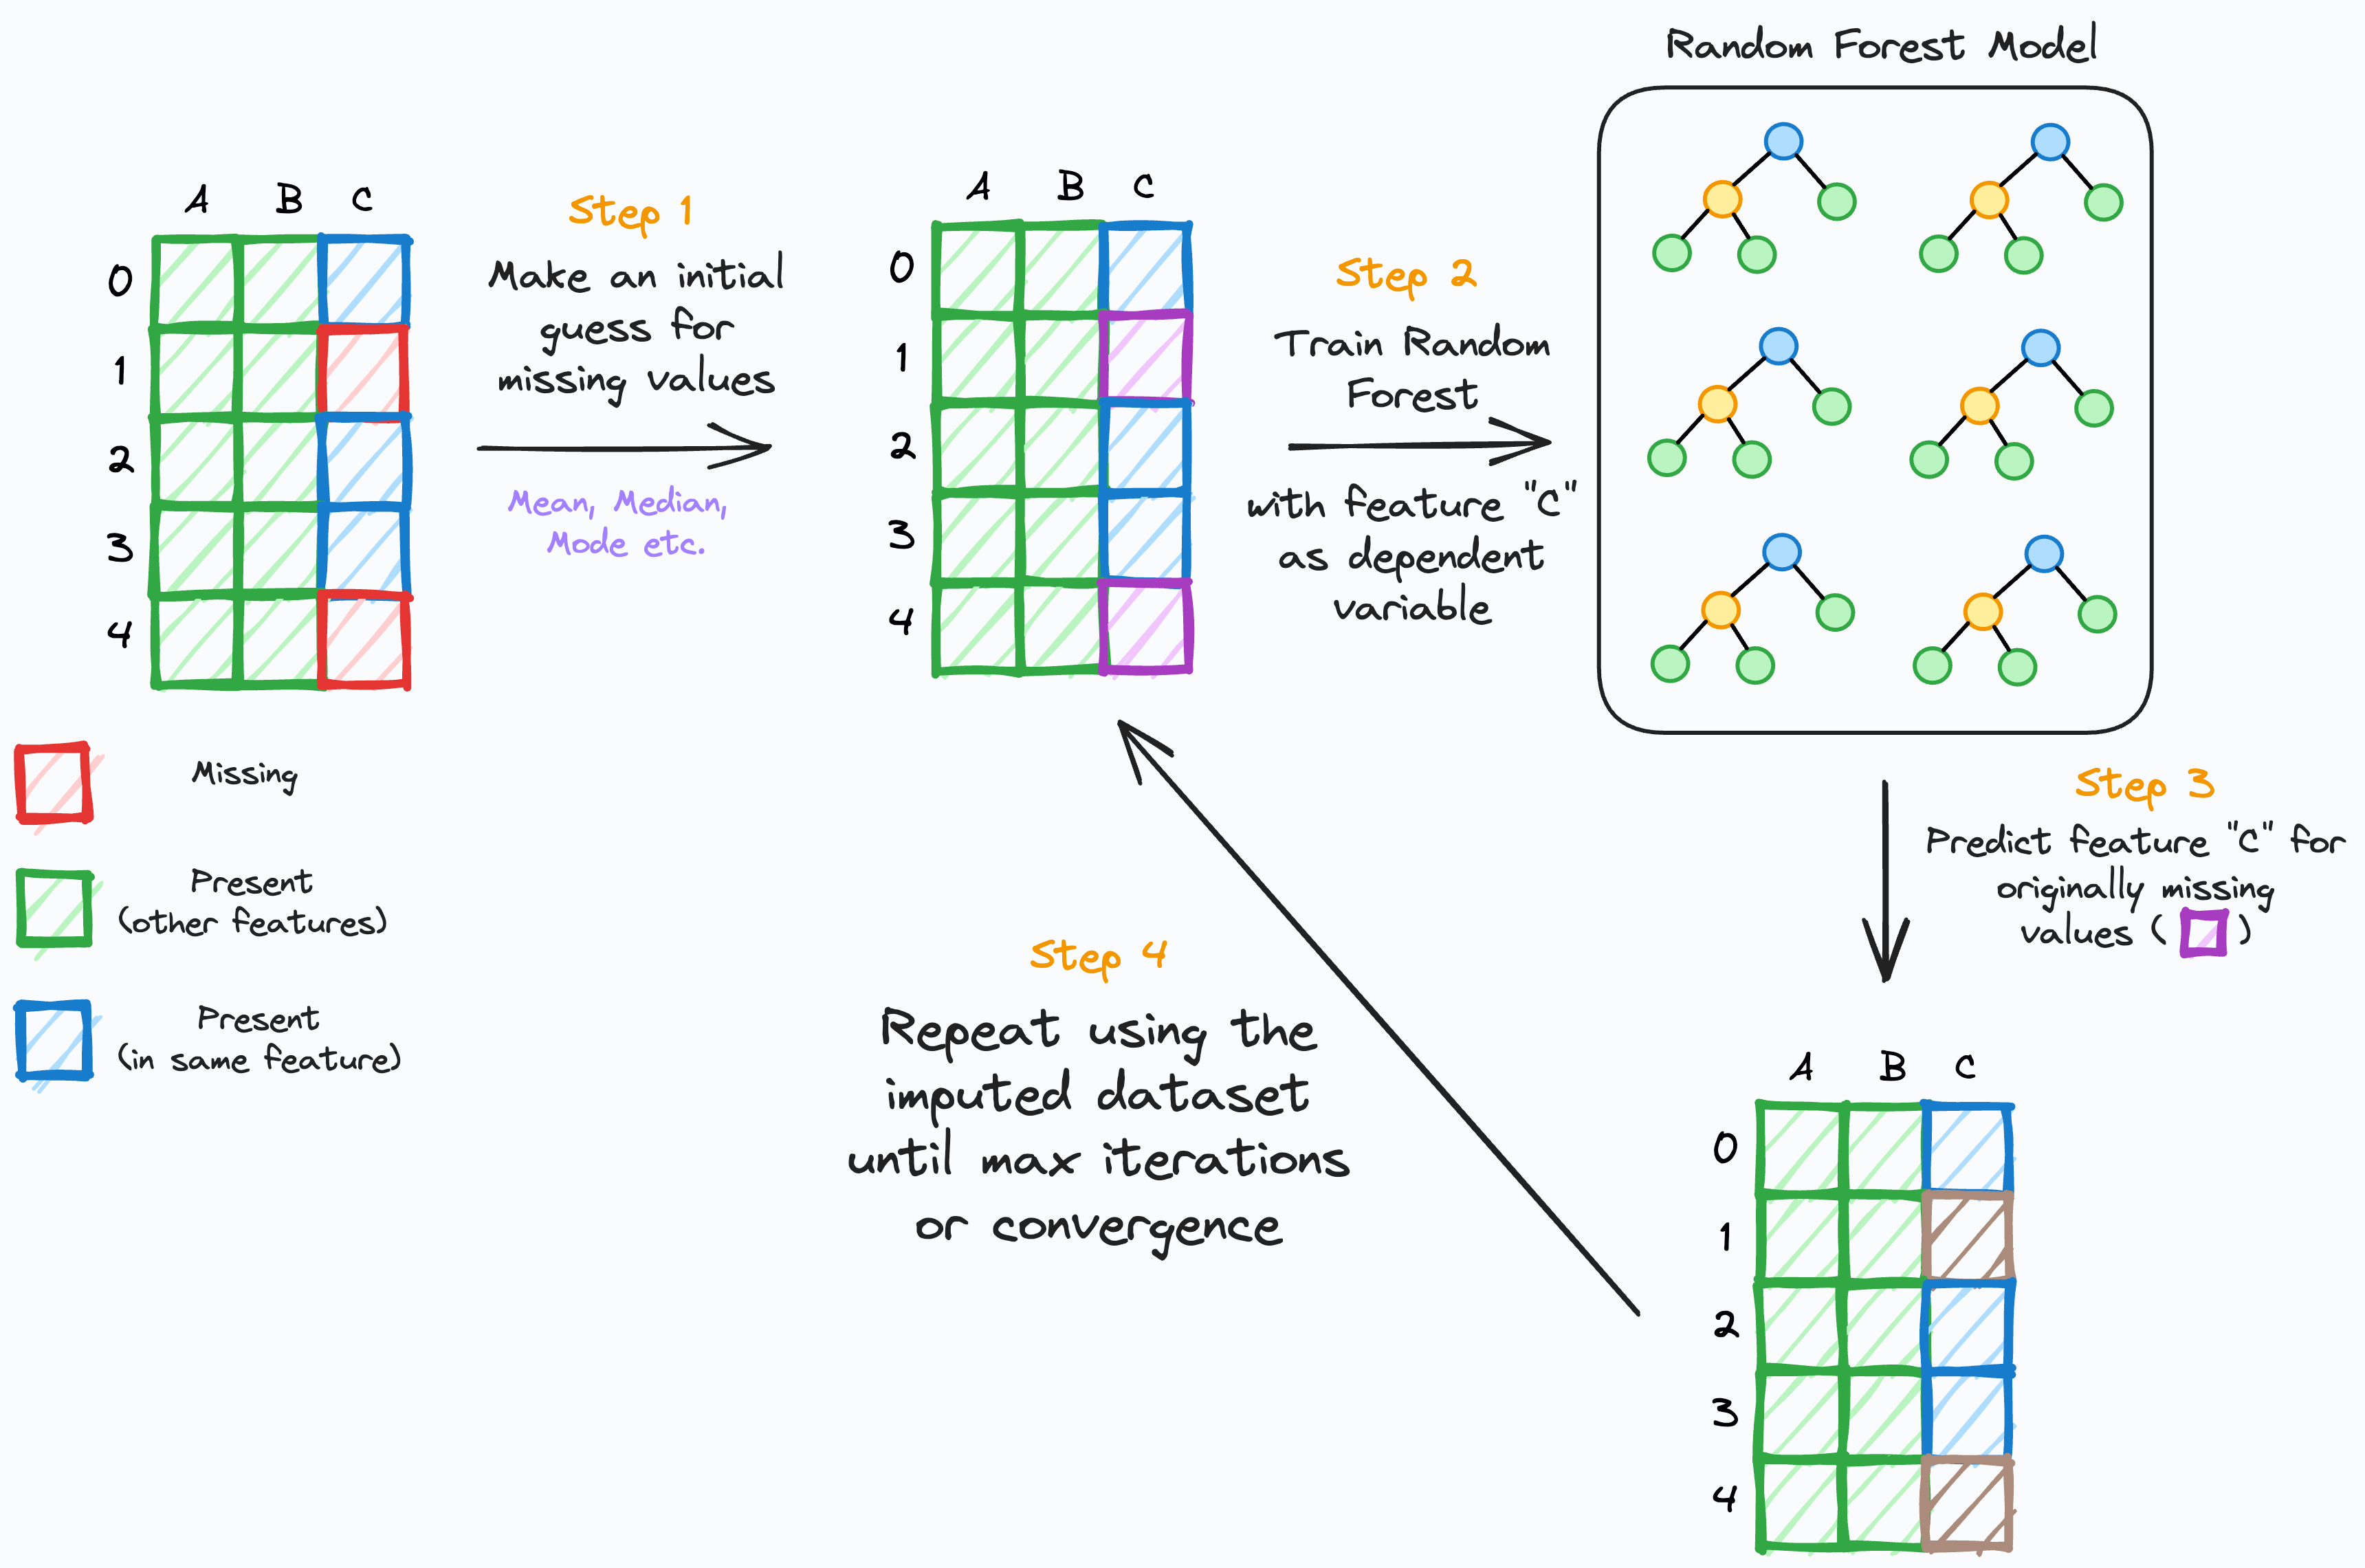 Random Forest Model
A B C
0
1
2
3
4
Step 1
Make an initial
guess for
missing values
Mean, Median,
Mode etc.
A B C
0
1
2
3
4
Step 2
Train Random
Forest
with feature "C"
as dependent
variable
Missing
Present
(other features)
Present
(in same feature)
Step 3
Predict feature "C" for
originally missing
values ( )
Step 4
Repeat using the
imputed dataset
until max iterations
or convergence
A B C
0
1
2
3
4